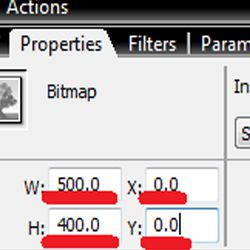 Actions
Properties Filters Param
Bitmap
In
W: 500.0 X: 0.0
H: 400.0 Y: 0.0